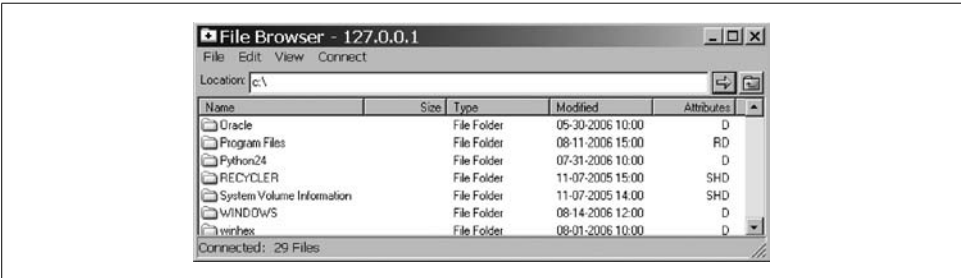 File Browser - 127.0.0.1
File Edit View Connect
Location: c:\
Name Size Type Modified Attributes
Oracle File Folder 05-30-2006 10:00 D
Program Files File Folder 08-11-2006 15:00 RD
Python24 File Folder 07-31-2006 10:00 D
RECYCLER File Folder 11-07-2005 15:00 SHD
System Volume Information File Folder 11-07-2005 14:00 SHD
WINDOWS File Folder 08-14-2006 12:00 D
winhex File Folder 08-01-2006 10:00 D
Connected: 29 Files